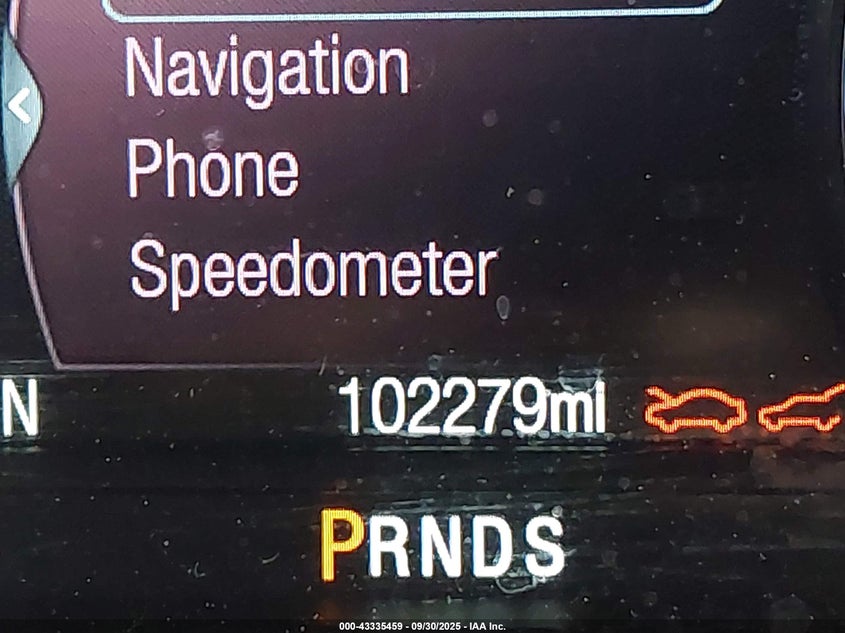 Navigation
Phone
Speedometer
N 102279mi
PRNDS
000-43335459 - 09/30/2025 - IAA Inc.